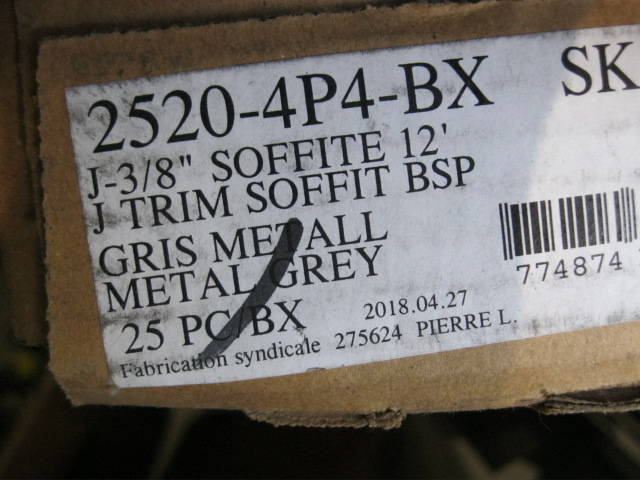 2520-4P4-BX SK
J-3/8" SOFFITE 12'
J TRIM SOFFIT BSP
GRIS METALL
METAL GREY
774874
25 PC/BX 2018.04.27
Fabrication syndicale 275624 PIERRE L.